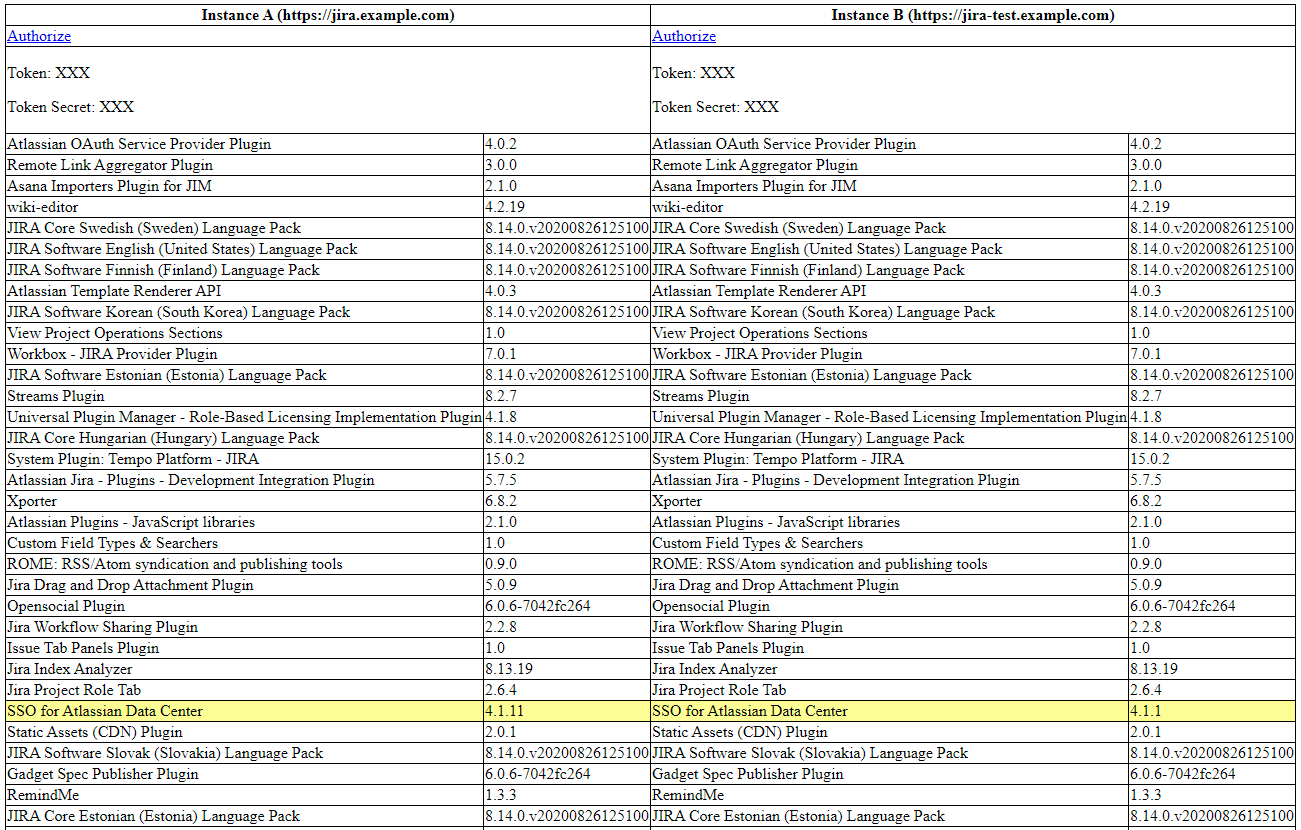 Instance A (https://jira.example.com) Instance B (https://jira-test.example.com)
Authorize Authorize
Token: XXX Token: XXX
Token Secret: XXX Token Secret: XXX
Atlassian OAuth Service Provider Plugin 4.0.2 Atlassian OAuth Service Provider Plugin 4.0.2
Remote Link Aggregator Plugin 3.0.0 Remote Link Aggregator Plugin 3.0.0
Asana Importers Plugin for JIM 2.1.0 Asana Importers Plugin for JIM 2.1.0
wiki-editor 4.2.19 wiki-editor 4.2.19
JIRA Core Swedish (Sweden) Language Pack 8.14.0.v20200826125100 JIRA Core Swedish (Sweden) Language Pack 8.14.0.v20200826125100
JIRA Software English (United States) Language Pack 8.14.0.v20200826125100 JIRA Software English (United States) Language Pack 8.14.0.v20200826125100
JIRA Software Finnish (Finland) Language Pack 8.14.0.v20200826125100 JIRA Software Finnish (Finland) Language Pack 8.14.0.v20200826125100
Atlassian Template Renderer API 4.0.3 Atlassian Template Renderer API 4.0.3
JIRA Software Korean (South Korea) Language Pack 8.14.0.v20200826125100 JIRA Software Korean (South Korea) Language Pack 8.14.0.v20200826125100
View Project Operations Sections 1.0 View Project Operations Sections 1.0
Workbox - JIRA Provider Plugin 7.0.1 Workbox - JIRA Provider Plugin 7.0.1
JIRA Software Estonian (Estonia) Language Pack 8.14.0.v20200826125100 JIRA Software Estonian (Estonia) Language Pack 8.14.0.v20200826125100
Streams Plugin 8.2.7 Streams Plugin 8.2.7
Universal Plugin Manager - Role-Based Licensing Implementation Plugin 4.1.8 Universal Plugin Manager - Role-Based Licensing Implementation Plugin 4.1.8
JIRA Core Hungarian (Hungary) Language Pack 8.14.0.v20200826125100 JIRA Core Hungarian (Hungary) Language Pack 8.14.0.v20200826125100
System Plugin: Tempo Platform - JIRA 15.0.2 System Plugin: Tempo Platform - JIRA 15.0.2
Atlassian Jira - Plugins - Development Integration Plugin 5.7.5 Atlassian Jira - Plugins - Development Integration Plugin 5.7.5
Xporter 6.8.2 Xporter 6.8.2
Atlassian Plugins - JavaScript libraries 2.1.0 Atlassian Plugins - JavaScript libraries 2.1.0
Custom Field Types & Searchers 1.0 Custom Field Types & Searchers 1.0
ROME: RSS/Atom syndication and publishing tools 0.9.0 ROME: RSS/Atom syndication and publishing tools 0.9.0
Jira Drag and Drop Attachment Plugin 5.0.9 Jira Drag and Drop Attachment Plugin 5.0.9
Opensocial Plugin 6.0.6-7042fc264 Opensocial Plugin 6.0.6-7042fc264
Jira Workflow Sharing Plugin 2.2.8 Jira Workflow Sharing Plugin 2.2.8
Issue Tab Panels Plugin 1.0 Issue Tab Panels Plugin 1.0
Jira Index Analyzer 8.13.19 Jira Index Analyzer 8.13.19
Jira Project Role Tab 2.6.4 Jira Project Role Tab 2.6.4
SSO for Atlassian Data Center 4.1.11 SSO for Atlassian Data Center 4.1.1
Static Assets (CDN) Plugin 2.0.1 Static Assets (CDN) Plugin 2.0.1
JIRA Software Slovak (Slovakia) Language Pack 8.14.0.v20200826125100 JIRA Software Slovak (Slovakia) Language Pack 8.14.0.v20200826125100
Gadget Spec Publisher Plugin 6.0.6-7042fc264 Gadget Spec Publisher Plugin 6.0.6-7042fc264
RemindMe 1.3.3 RemindMe 1.3.3
JIRA Core Estonian (Estonia) Language Pack 8.14.0.v20200826125100 JIRA Core Estonian (Estonia) Language Pack 8.14.0.v20200826125100